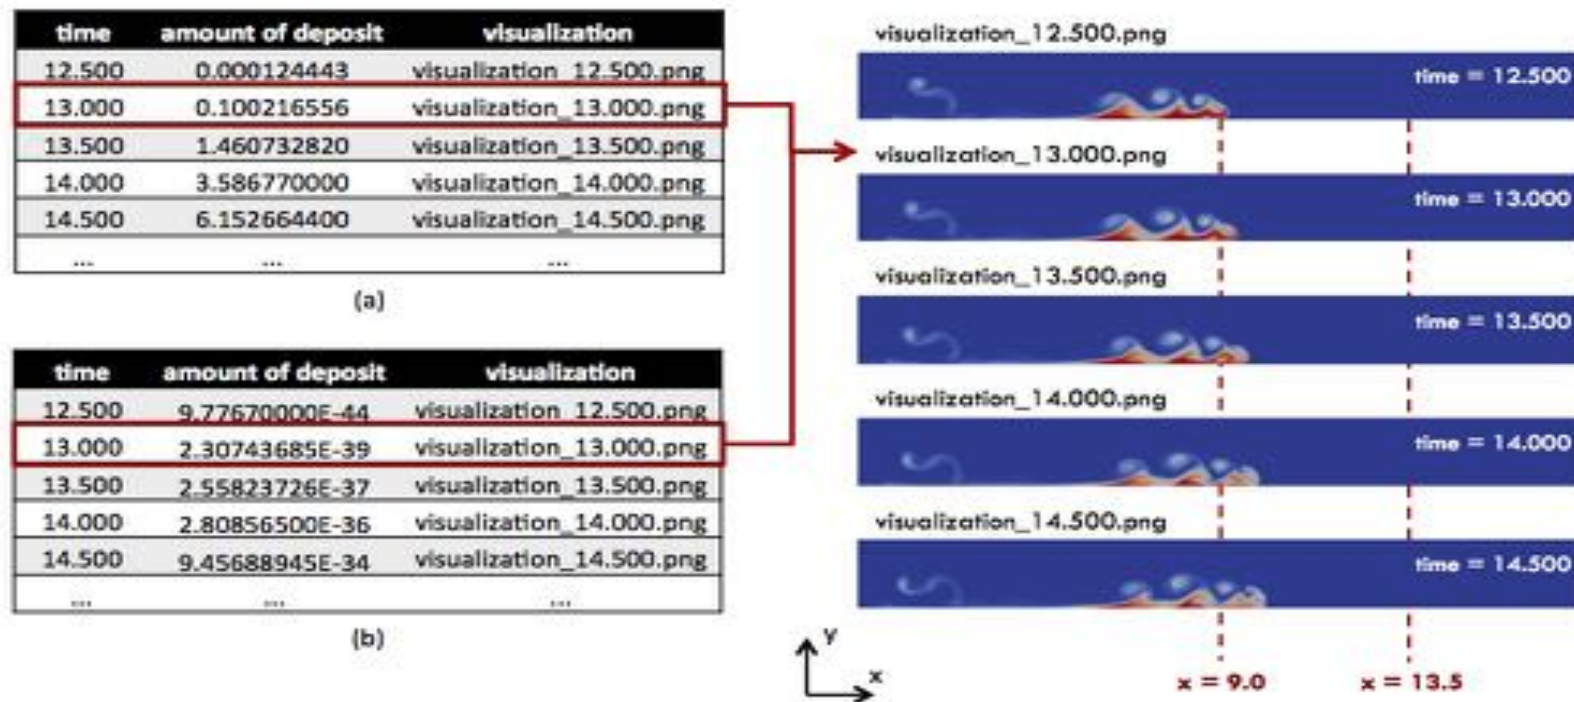 time amount of deposit visualization
12.500 0.000124443 visualization_12.500.png
13.000 0.100216556 visualization_13.000.png
13.500 1.460732820 visualization_13.500.png
14.000 3.586770000 visualization_14.000.png
14.500 6.152664400 visualization_14.500.png
... ... ...
(a)
time amount of deposit visualization
12.500 9.77670000E-44 visualization_12.500.png
13.000 2.30743685E-39 visualization_13.000.png
13.500 2.55823726E-37 visualization_13.500.png
14.000 2.80856500E-36 visualization_14.000.png
14.500 9.45688945E-34 visualization_14.500.png
... ... ...
(b)
visualization_12.500.png
time = 12.500
visualization_13.000.png
time = 13.000
visualization_13.500.png
time = 13.500
visualization_14.000.png
time = 14.000
visualization_14.500.png
time = 14.500
y
x
x = 9.0 x = 13.5